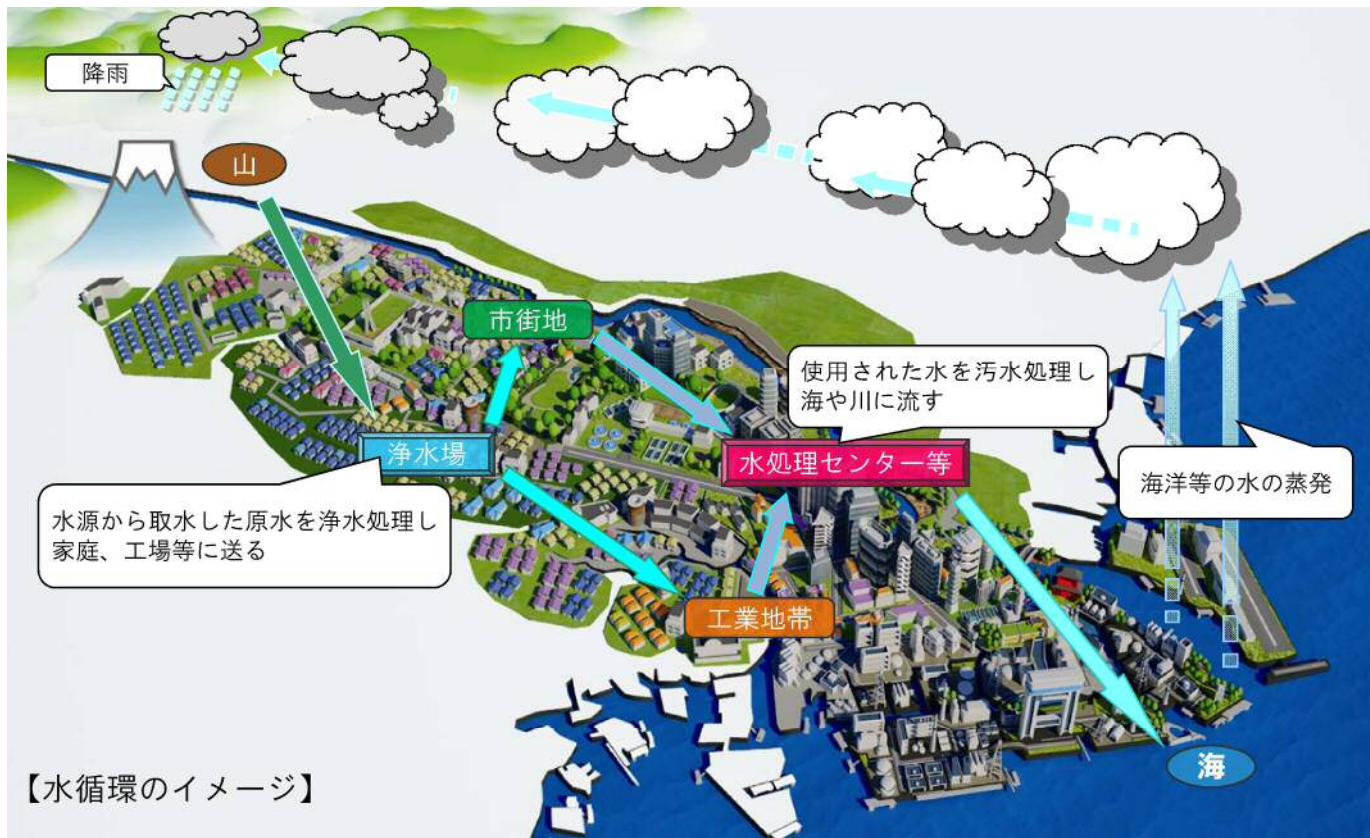 降雨
山
市街地
使用された水を汚水処理し
海や川に流す
浄水場
水処理センター等
海洋等の水の蒸発
水源から取水した原水を浄水処理し
家庭、工場等に送る
工業地帯
海
【水循環のイメージ】